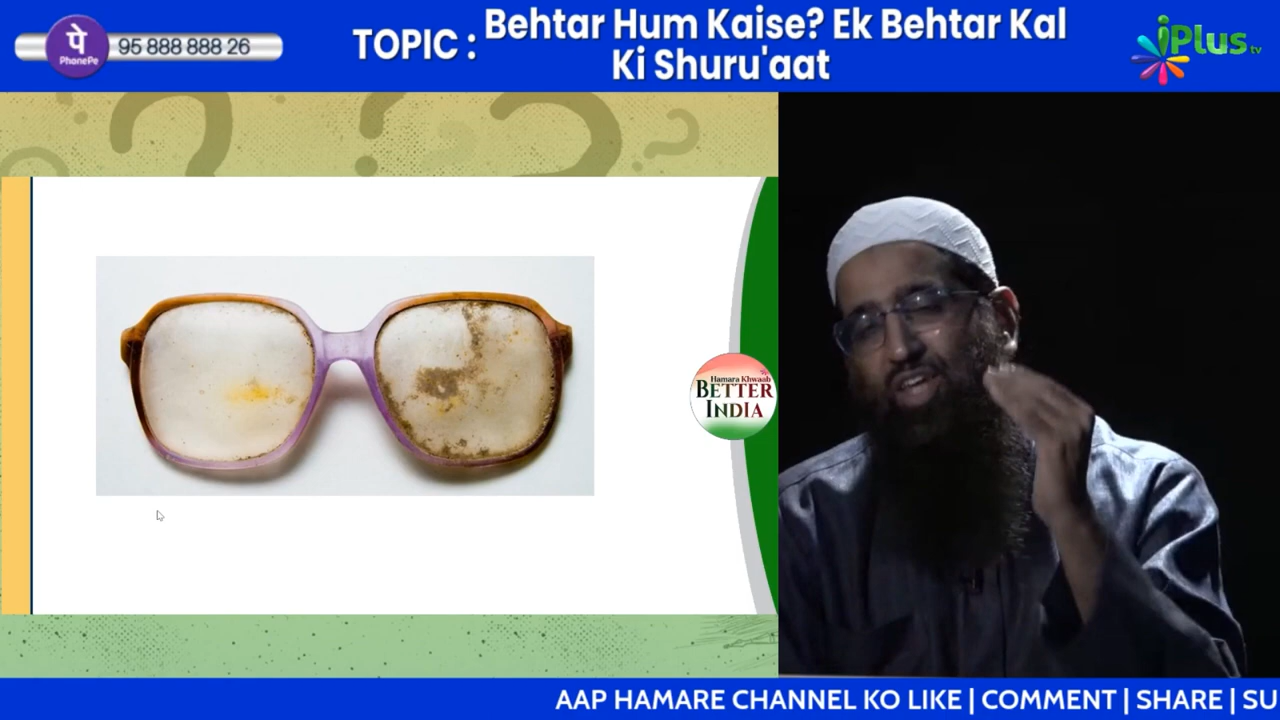 पे
PhonePe
95 888 888 26
TOPIC :
Behtar Hum Kaise? Ek Behtar Kal
Ki Shuru'aat
iPlus tv
Hamara Khwaab
BETTER
INDIA
AAP HAMARE CHANNEL KO LIKE | COMMENT | SHARE | SU